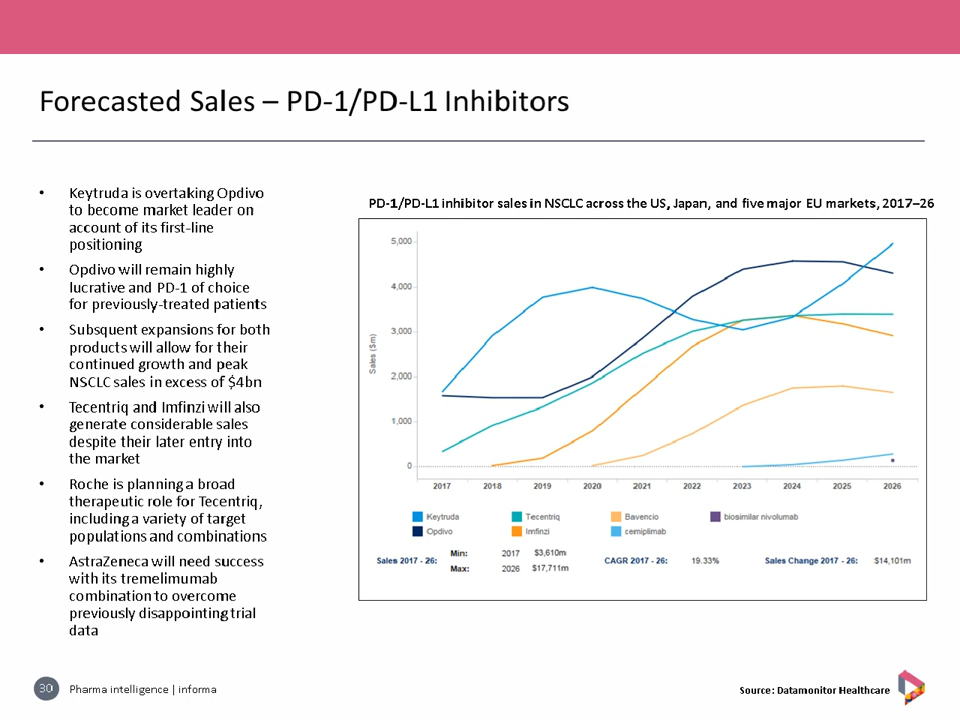 Forecasted Sales – PD-1/PD-L1 Inhibitors
• Keytruda is overtaking Opdivo
to become market leader on
account of its first-line
positioning
• Opdivo will remain highly
lucrative and PD-1 of choice
for previously-treated patients
• Subsquent expansions for both
products will allow for their
continued growth and peak
NSCLC sales in excess of $4bn
• Tecentriq and Imfinzi will also
generate considerable sales
despite their later entry into
the market
• Roche is planning a broad
therapeutic role for Tecentriq,
including a variety of target
populations and combinations
• AstraZeneca will need success
with its tremelimumab
combination to overcome
previously disappointing trial
data
PD-1/PD-L1 inhibitor sales in NSCLC across the US, Japan, and five major EU markets, 2017–26
Sales ($m)
5,000
4,000
3,000
2,000
1,000
0
2017 2018 2019 2020 2021 2022 2023 2024 2025 2026
Keytruda Tecentriq Bavencio biosimilar nivolumab
Opdivo Imfinzi cemiplimab
Sales 2017 - 26: Min: 2017 $3,610m
Max: 2026 $17,711m
CAGR 2017 - 26: 19.33%
Sales Change 2017 - 26: $14,101m
30 Pharma intelligence | informa
Source: Datamonitor Healthcare